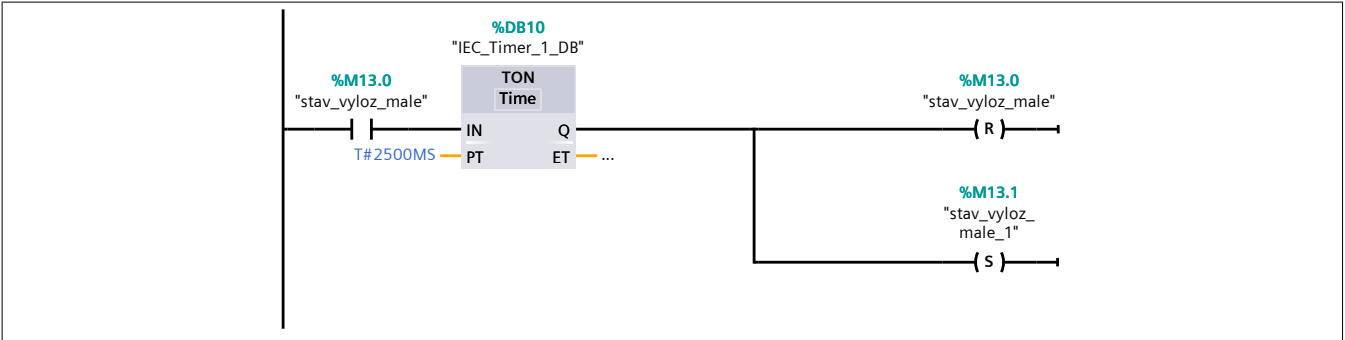 %DB10
"IEC_Timer_1_DB"
%M13.0
"stav_vyloz_male"
TON
Time
%M13.0
"stav_vyloz_male"
IN
Q
R
T#2500MS
PT
ET
...
%M13.1
"stav_vyloz_
male_1"
S